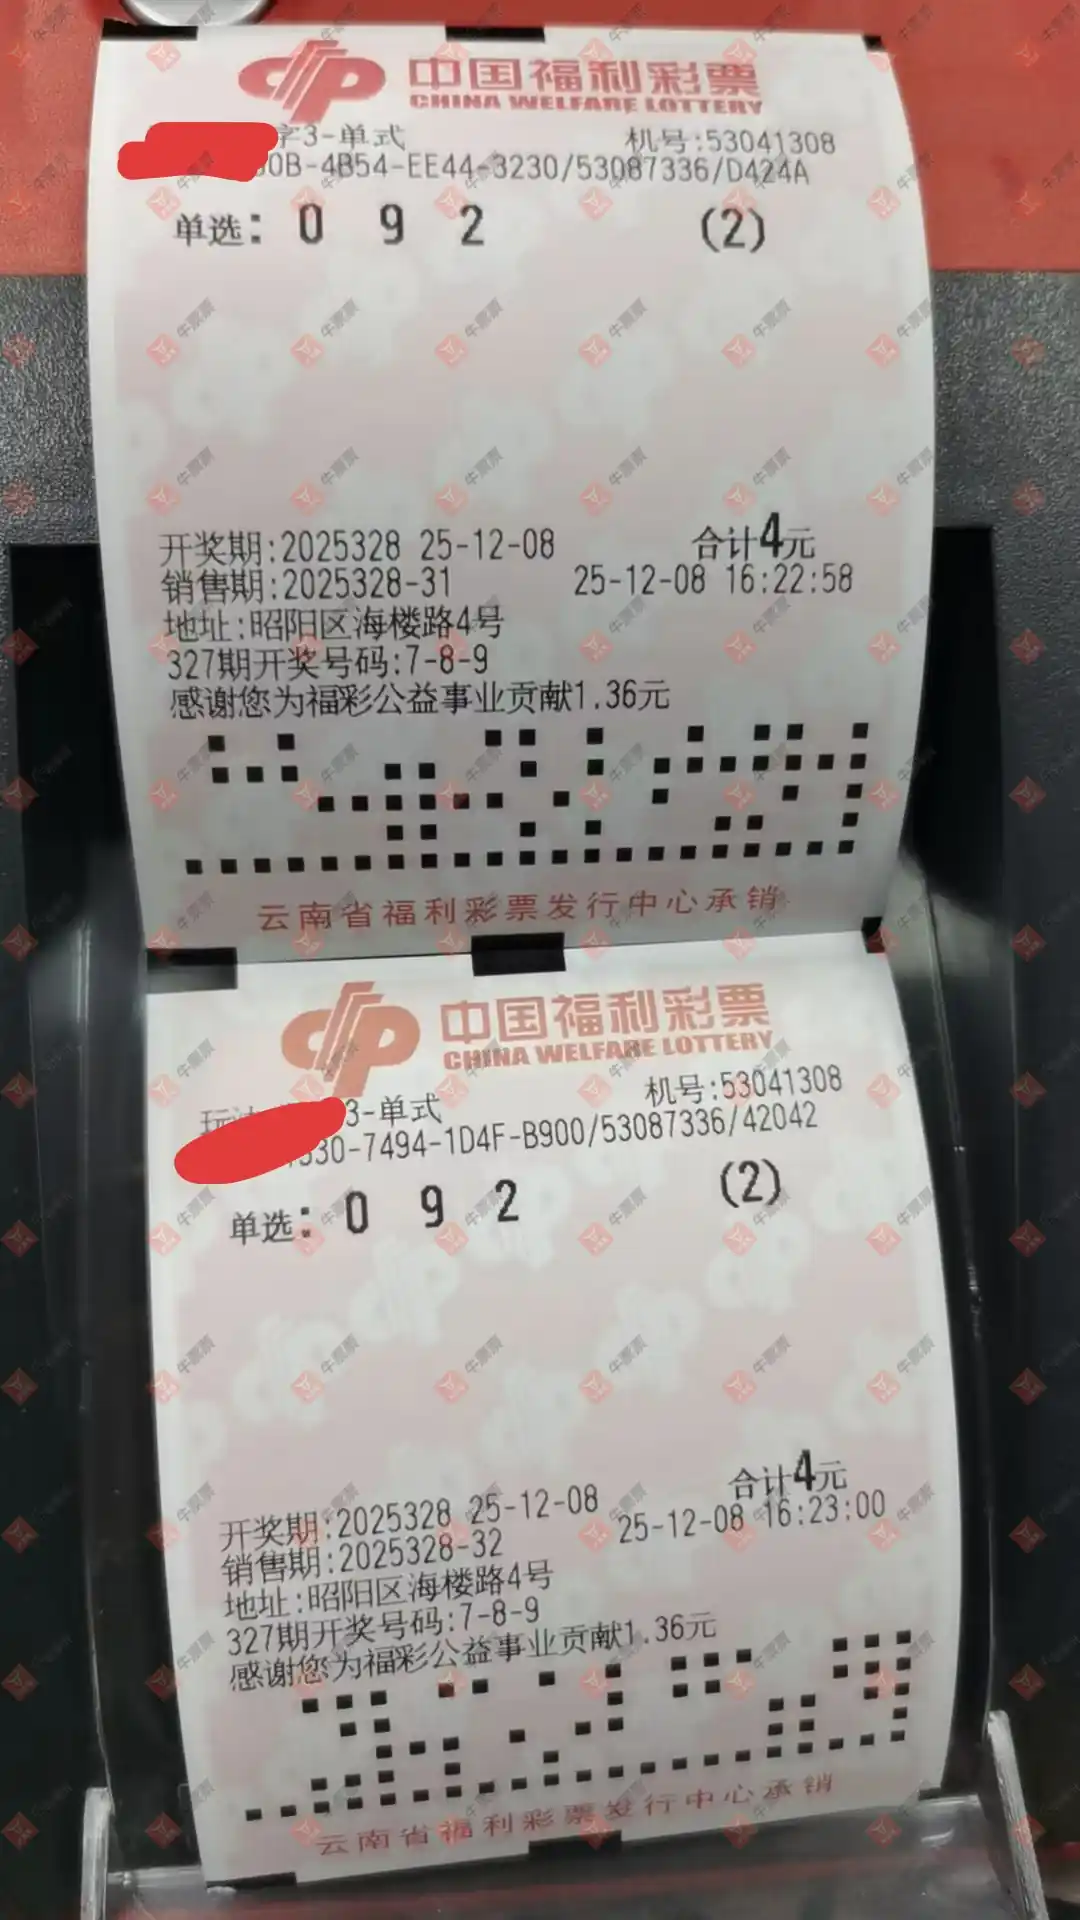 中国福利彩票
CHINA WELFARE LOTTERY
字3-单式 机号:53041308
0B-4B54-EE44-3230/53087336/D424A
单选: 0 9 2 (2)
合计4元
开奖期:2025328 25-12-08
销售期:2025328-31 25-12-08 16:22:58
地址:昭阳区海楼路4号
327期开奖号码:7-8-9
感谢您为福彩公益事业贡献1.36元
云南省福利彩票发行中心承销
中国福利彩票
CHINA WELFARE LOTTERY
玩法 3-单式 机号:53041308
530-7494-1D4F-B900/53087336/42042
单选: 0 9 2 (2)
合计4元
开奖期:2025328 25-12-08
销售期:2025328-32 25-12-08 16:23:00
地址:昭阳区海楼路4号
327期开奖号码:7-8-9
感谢您为福彩公益事业贡献1.36元
云南省福利彩票发行中心承销
牛票票